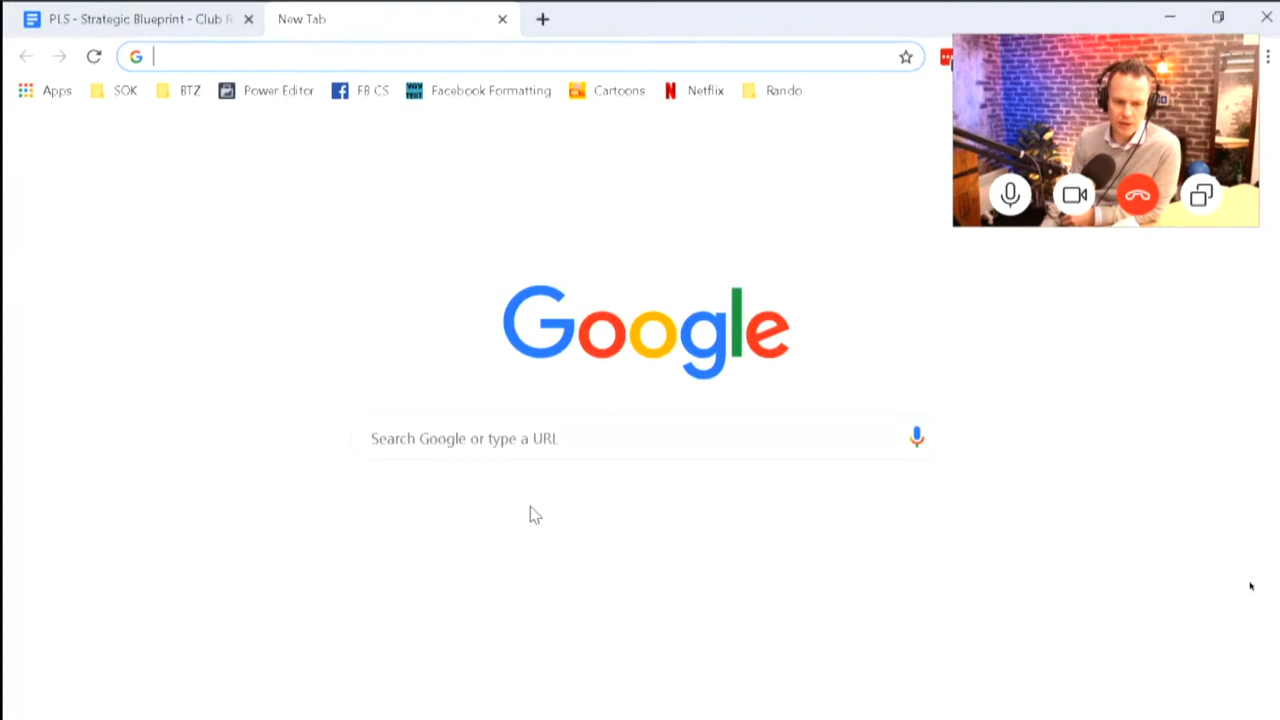 PLS - Strategic Blueprint - Club R
New Tab
Apps SOK BTZ Power Editor FB CS Facebook Formatting Cartoons Netflix Rando
Google
Search Google or type a URL